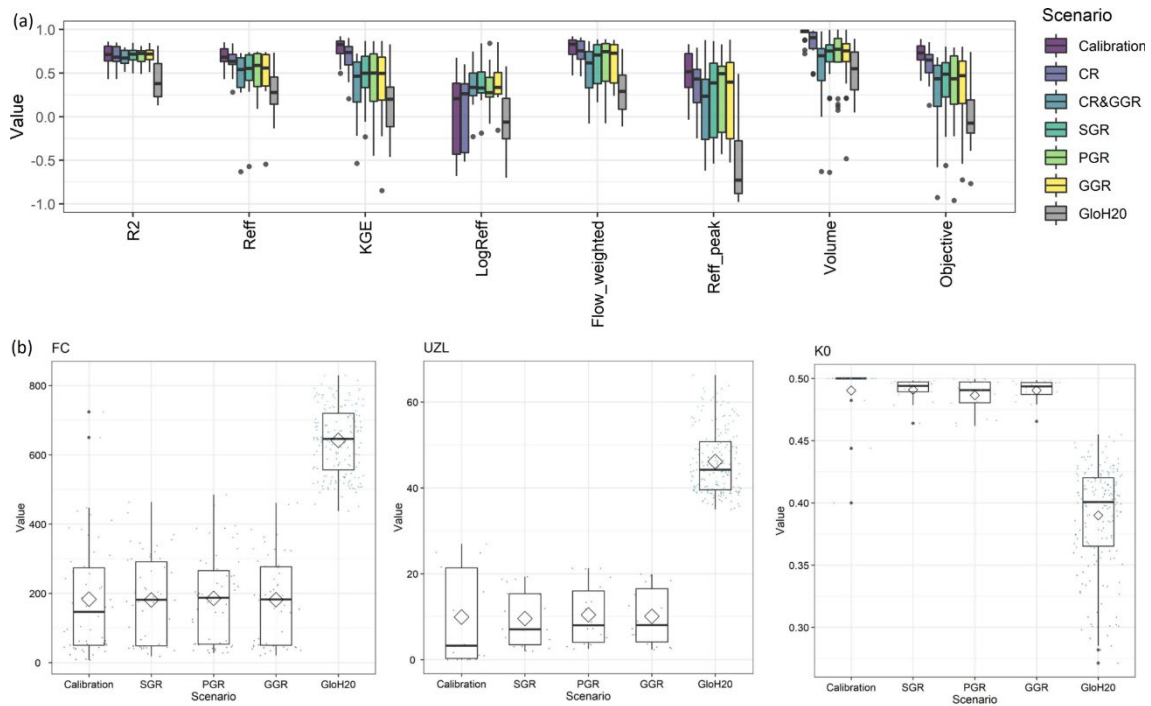 (a)
Value
1.0
0.5
0.0
-0.5
-1.0
R2
Reff
KGE
LogReff
Flow_weighted
Reff_peak
Volume
Objective
Scenario
Calibration
CR
CR&GGR
SGR
PGR
GGR
GloH20
(b)
FC
Value
800
600
400
200
0
Calibration SGR PGR GGR GloH20
Scenario
UZL
Value
60
40
20
0
Calibration SGR PGR GGR GloH20
Scenario
K0
Value
0.50
0.45
0.40
0.35
0.30
Calibration SGR PGR GGR GloH20
Scenario